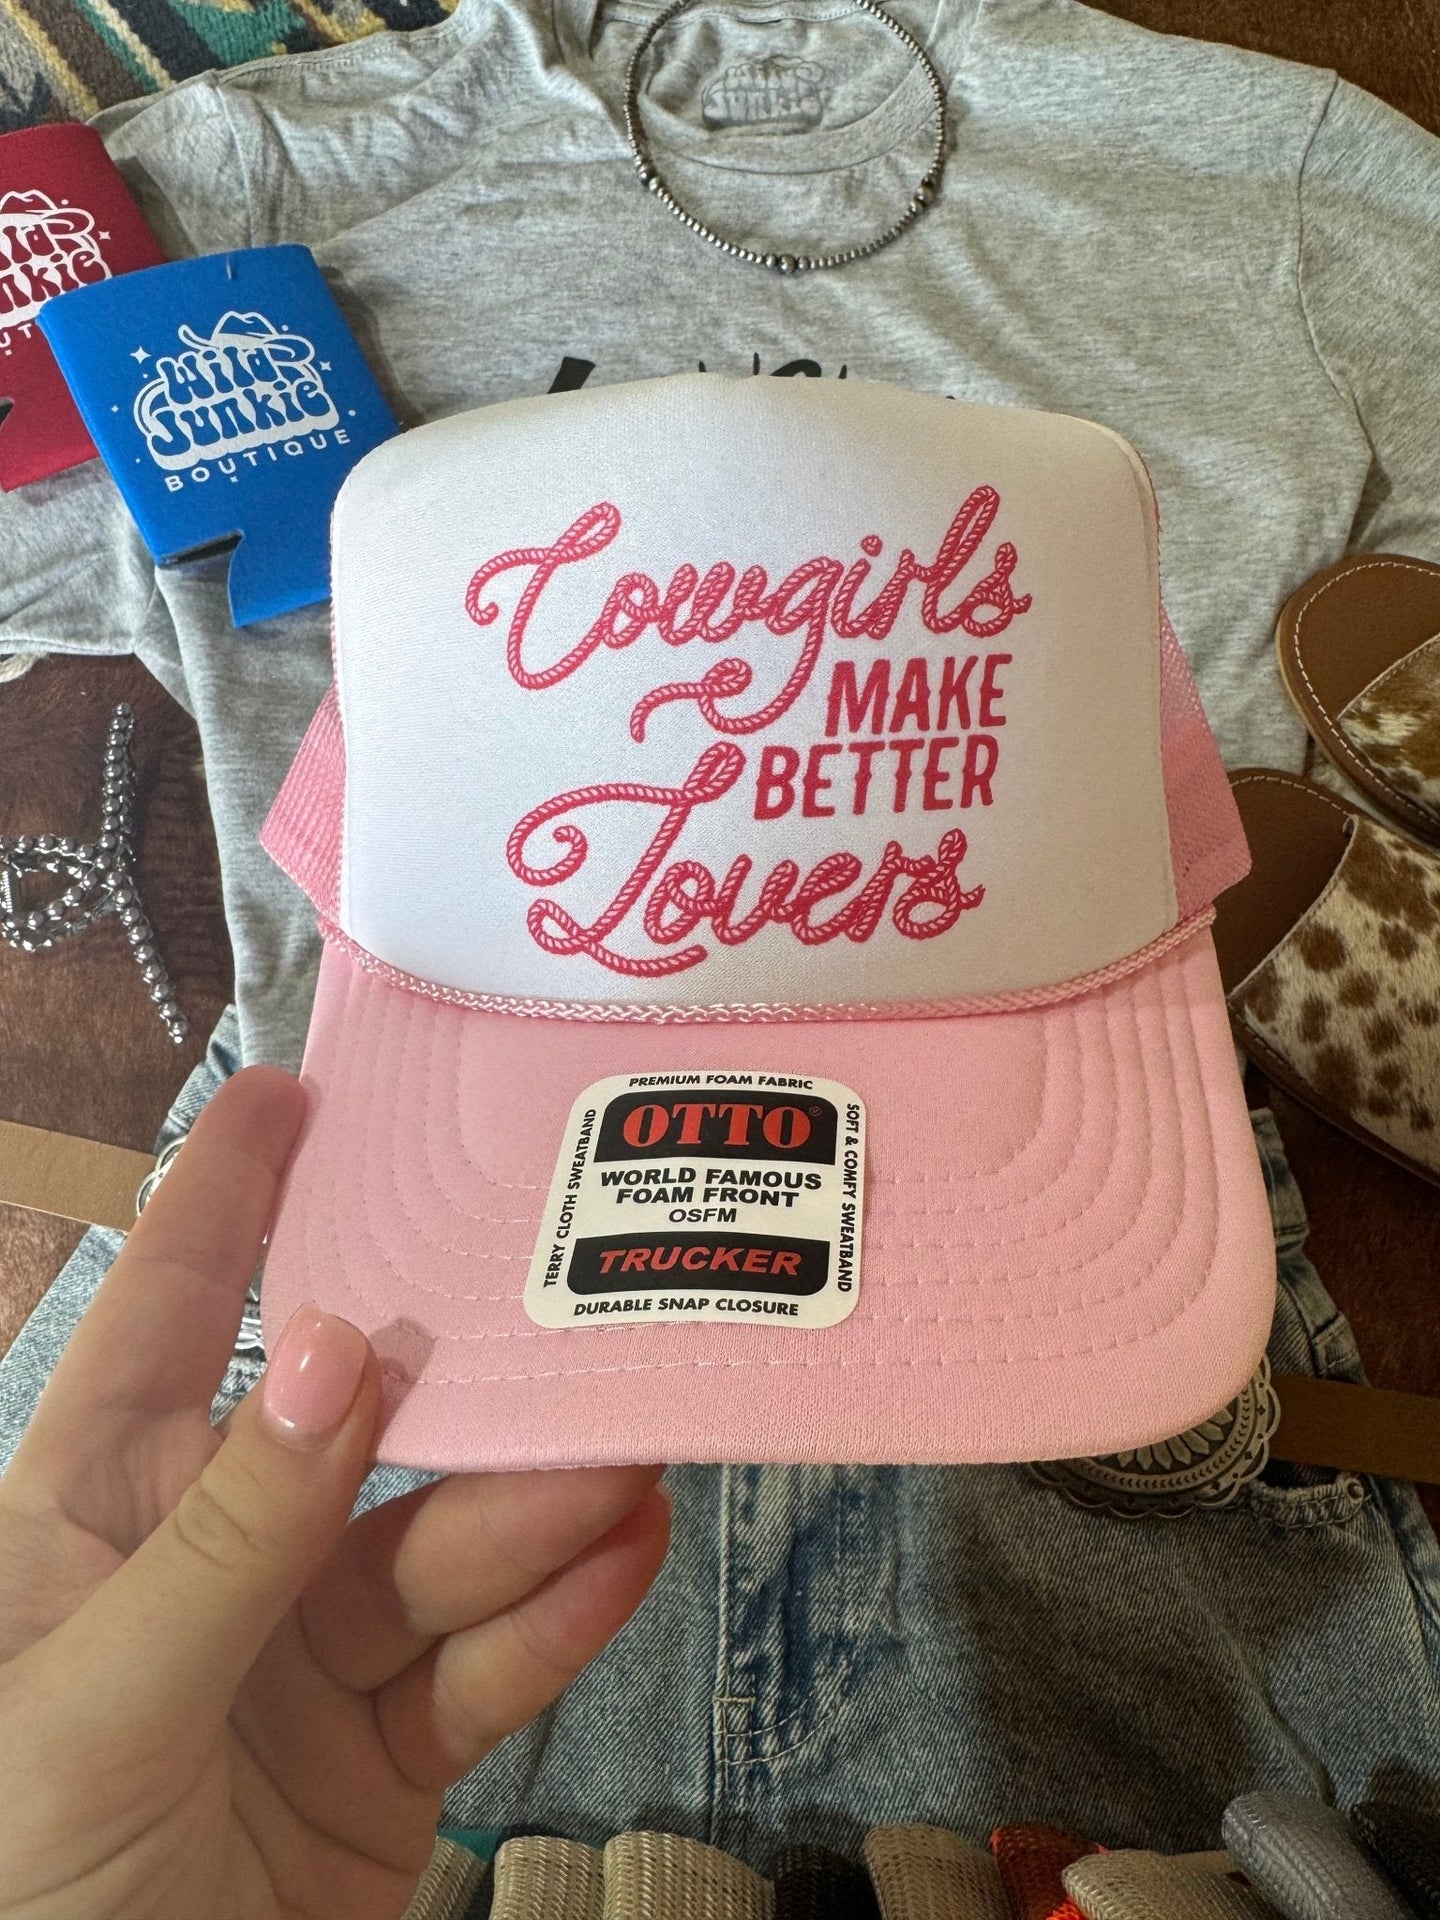 Wild
Junkie
BOUTIQUE
Junkie
Cowgirls
MAKE
BETTER
Lovers
PREMIUM FOAM FABRIC
OTTO®
WORLD FAMOUS
FOAM FRONT
OSFM
TRUCKER
DURABLE SNAP CLOSURE
TERRY CLOTH SWEATBAND
SOFT & COMFY SWEATBAND